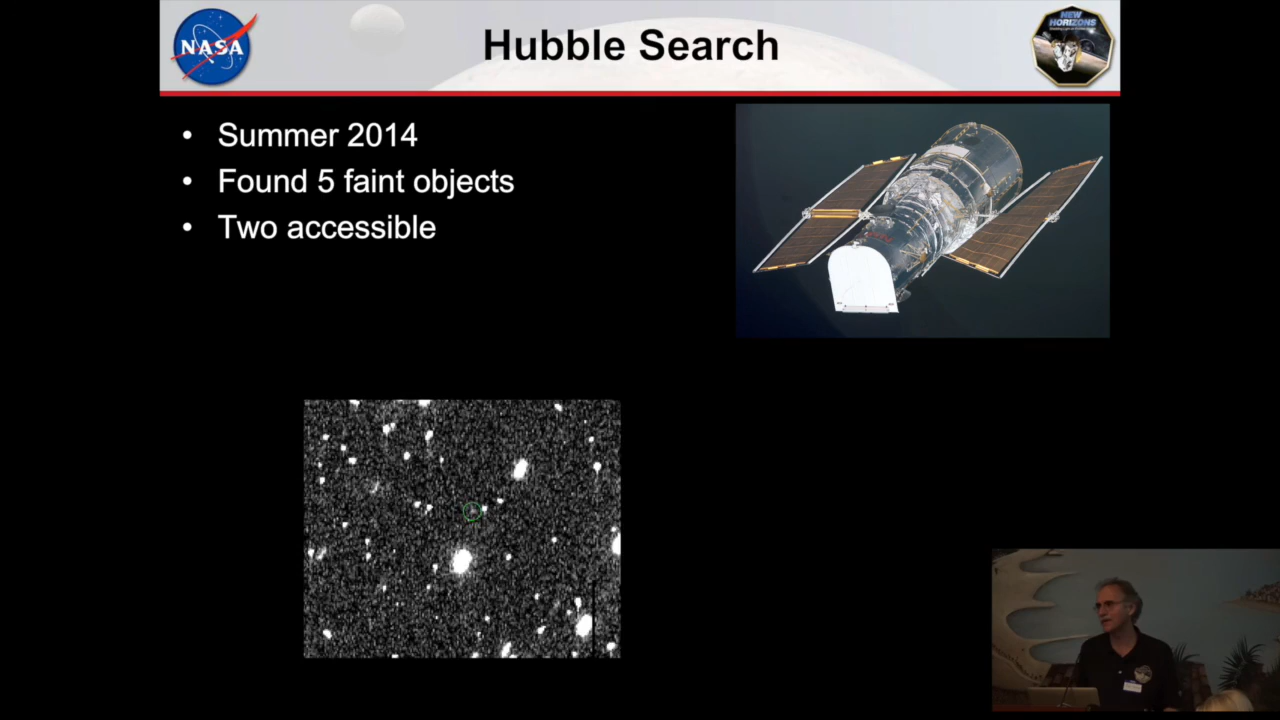 NASA
Hubble Search
NEW
HORIZONS
• Summer 2014
• Found 5 faint objects
• Two accessible